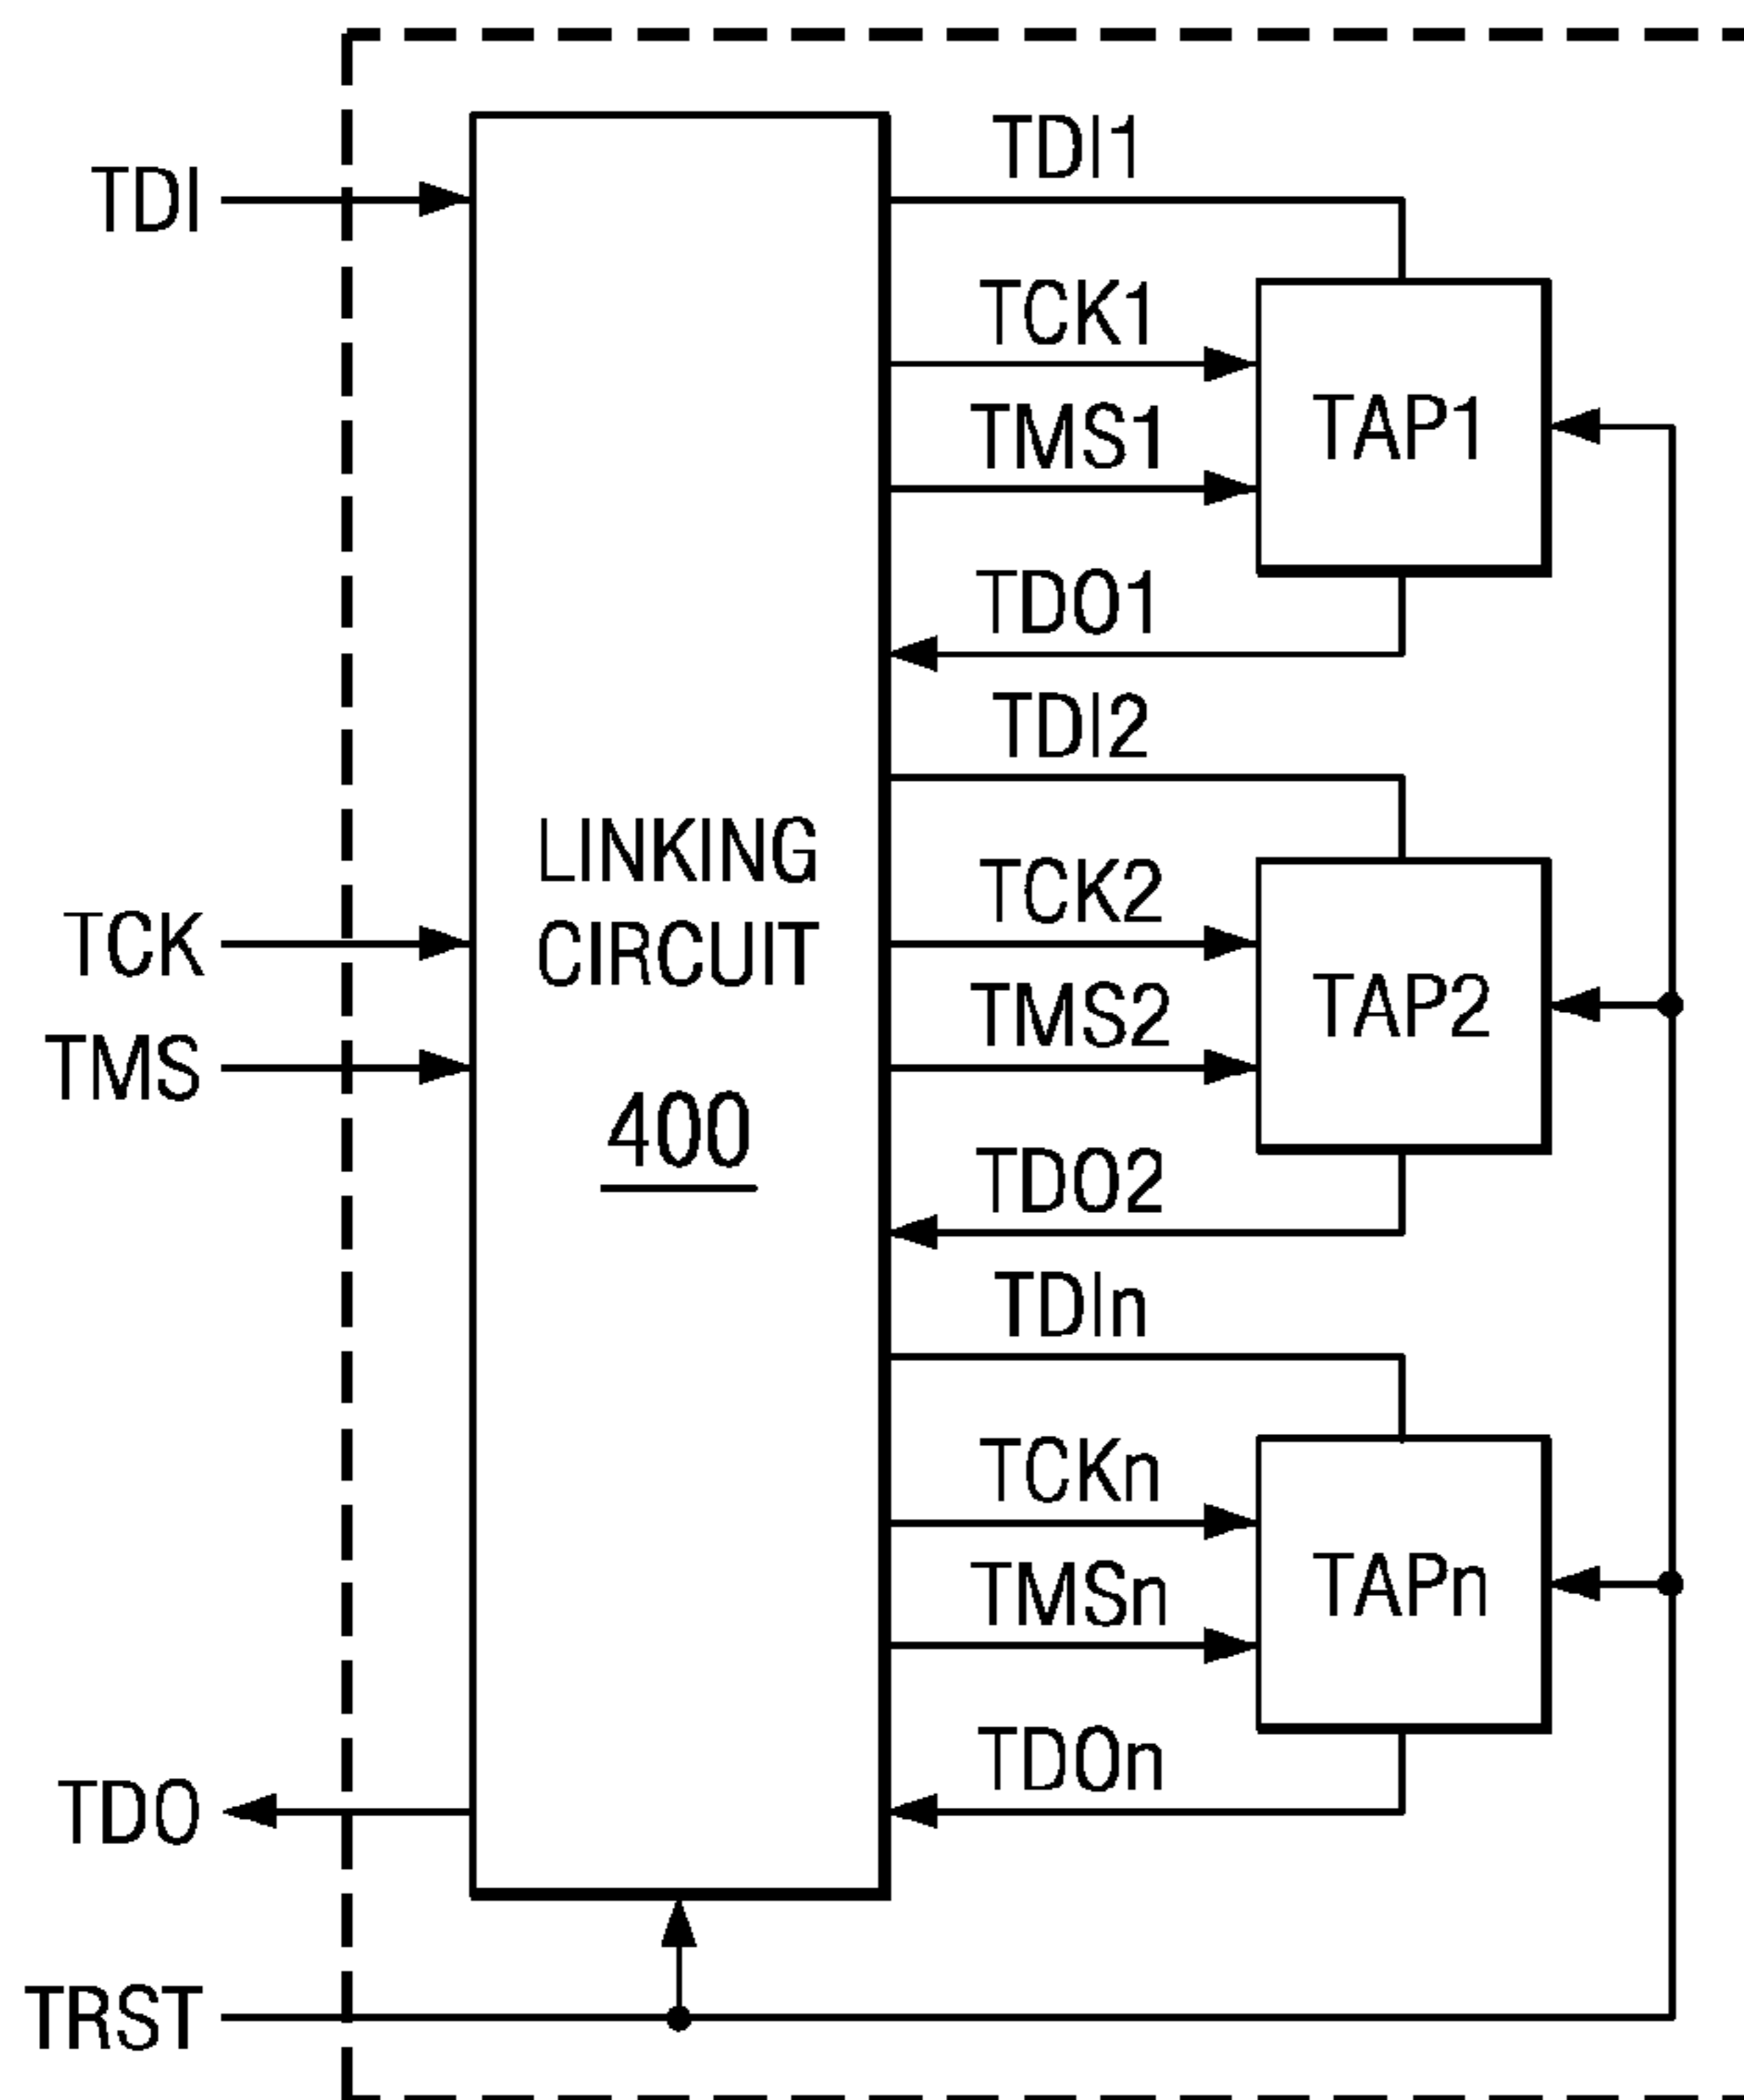 TDI
TCK
TMS
TDO
TRST
LINKING
CIRCUIT
400
TDI1
TCK1
TMS1
TDO1
TAP1
TDI2
TCK2
TMS2
TDO2
TAP2
TDIn
TCKn
TMSn
TDOn
TAPn